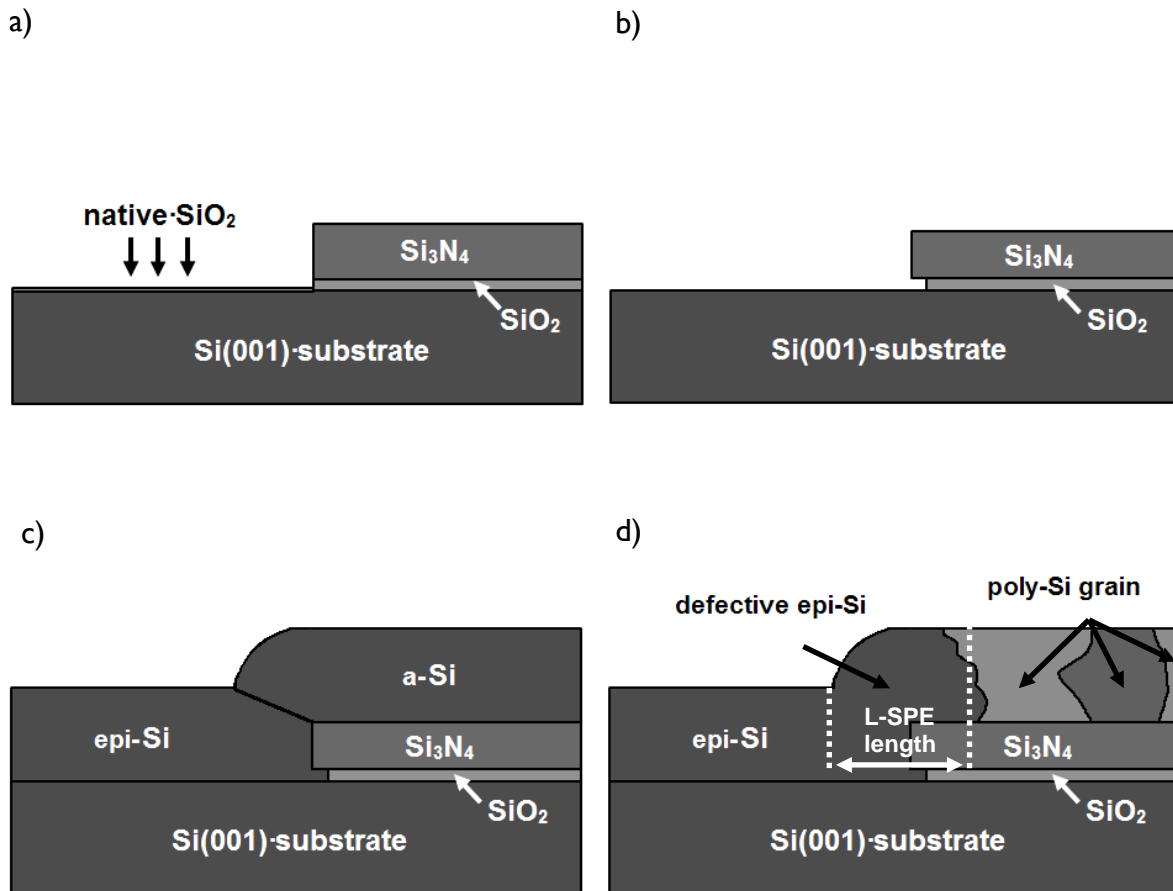 a)
native·SiO₂
Si₃N₄
SiO₂
Si(001)·substrate
b)
Si₃N₄
SiO₂
Si(001)·substrate
c)
a-Si
epi-Si
Si₃N₄
SiO₂
Si(001)·substrate
d)
poly-Si grain
defective epi-Si
L-SPE
length
epi-Si
Si₃N₄
SiO₂
Si(001)·substrate